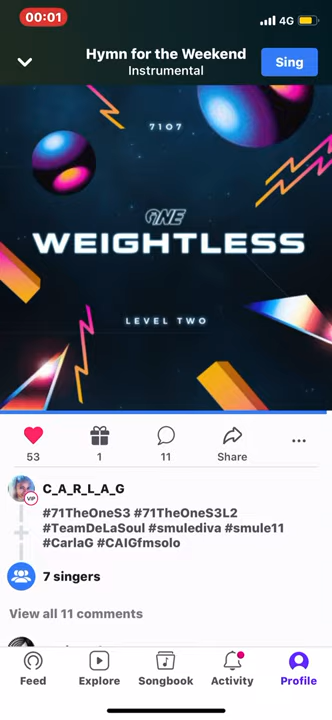 00:01
4G
Hymn for the Weekend
Instrumental
Sing
7107
ONE
WEIGHTLESS
LEVEL TWO
53
1
11
Share
C_A_R_L_A_G
VIP
#71TheOneS3 #71TheOneS3L2
#TeamDeLaSoul #smulediva #smule11
#CarlaG #CAIGfmsolo
7 singers
View all 11 comments
Feed
Explore
Songbook
Activity
Profile